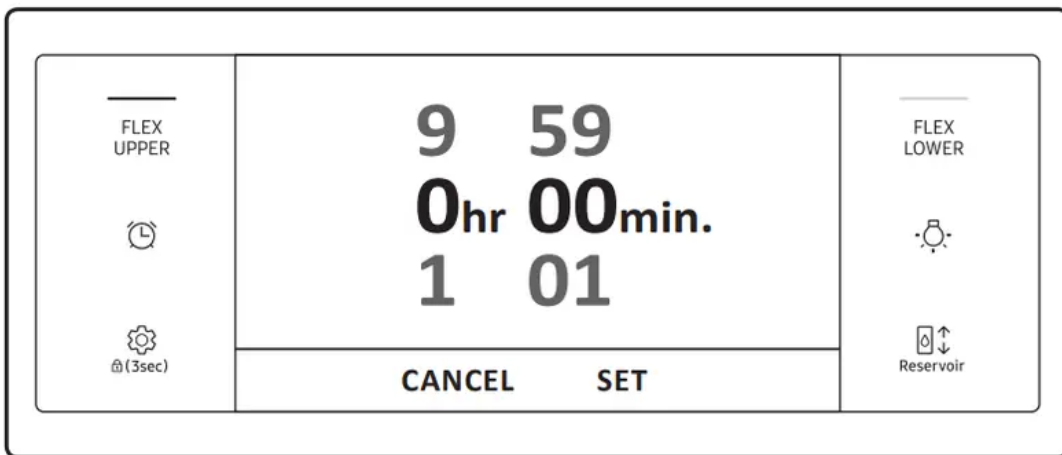 FLEX
UPPER
(3sec)
9 59
0hr 00min.
1 01
CANCEL SET
FLEX
LOWER
Reservoir